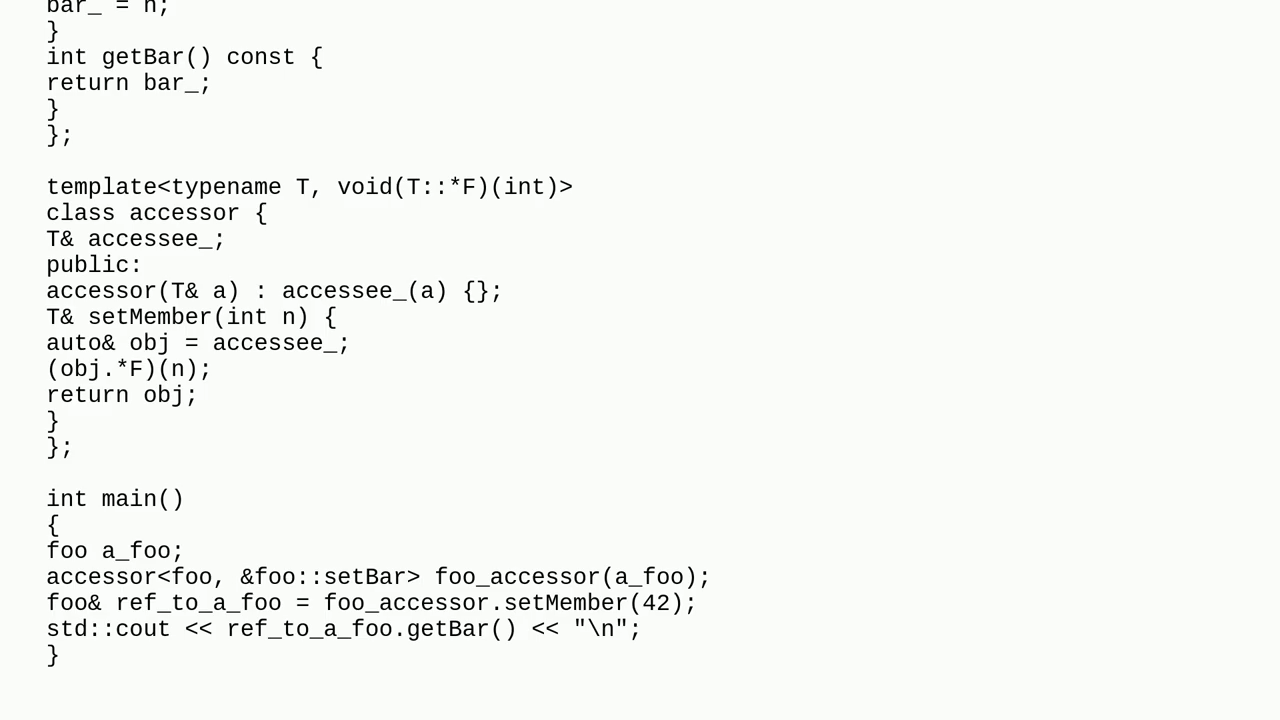 bar_ = n;
}
int getBar() const {
return bar_;
}
};
template<typename T, void(T::*F)(int)>
class accessor {
T& accessee_;
public:
accessor(T& a) : accessee_(a) {};
T& setMember(int n) {
auto& obj = accessee_;
(obj.*F)(n);
return obj;
}
};
int main()
{
foo a_foo;
accessor<foo, &foo::setBar> foo_accessor(a_foo);
foo& ref_to_a_foo = foo_accessor.setMember(42);
std::cout << ref_to_a_foo.getBar() << "\n";
}